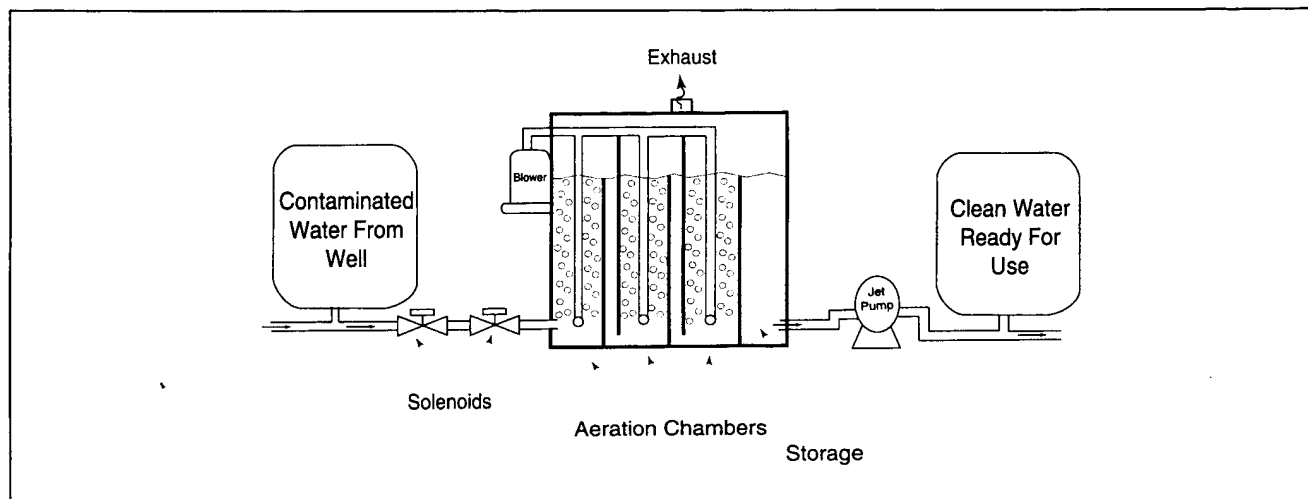 Exhaust
Blower
Contaminated
Water From
Well
Clean Water
Ready For
Use
Jet
Pump
Solenoids
Aeration Chambers
Storage